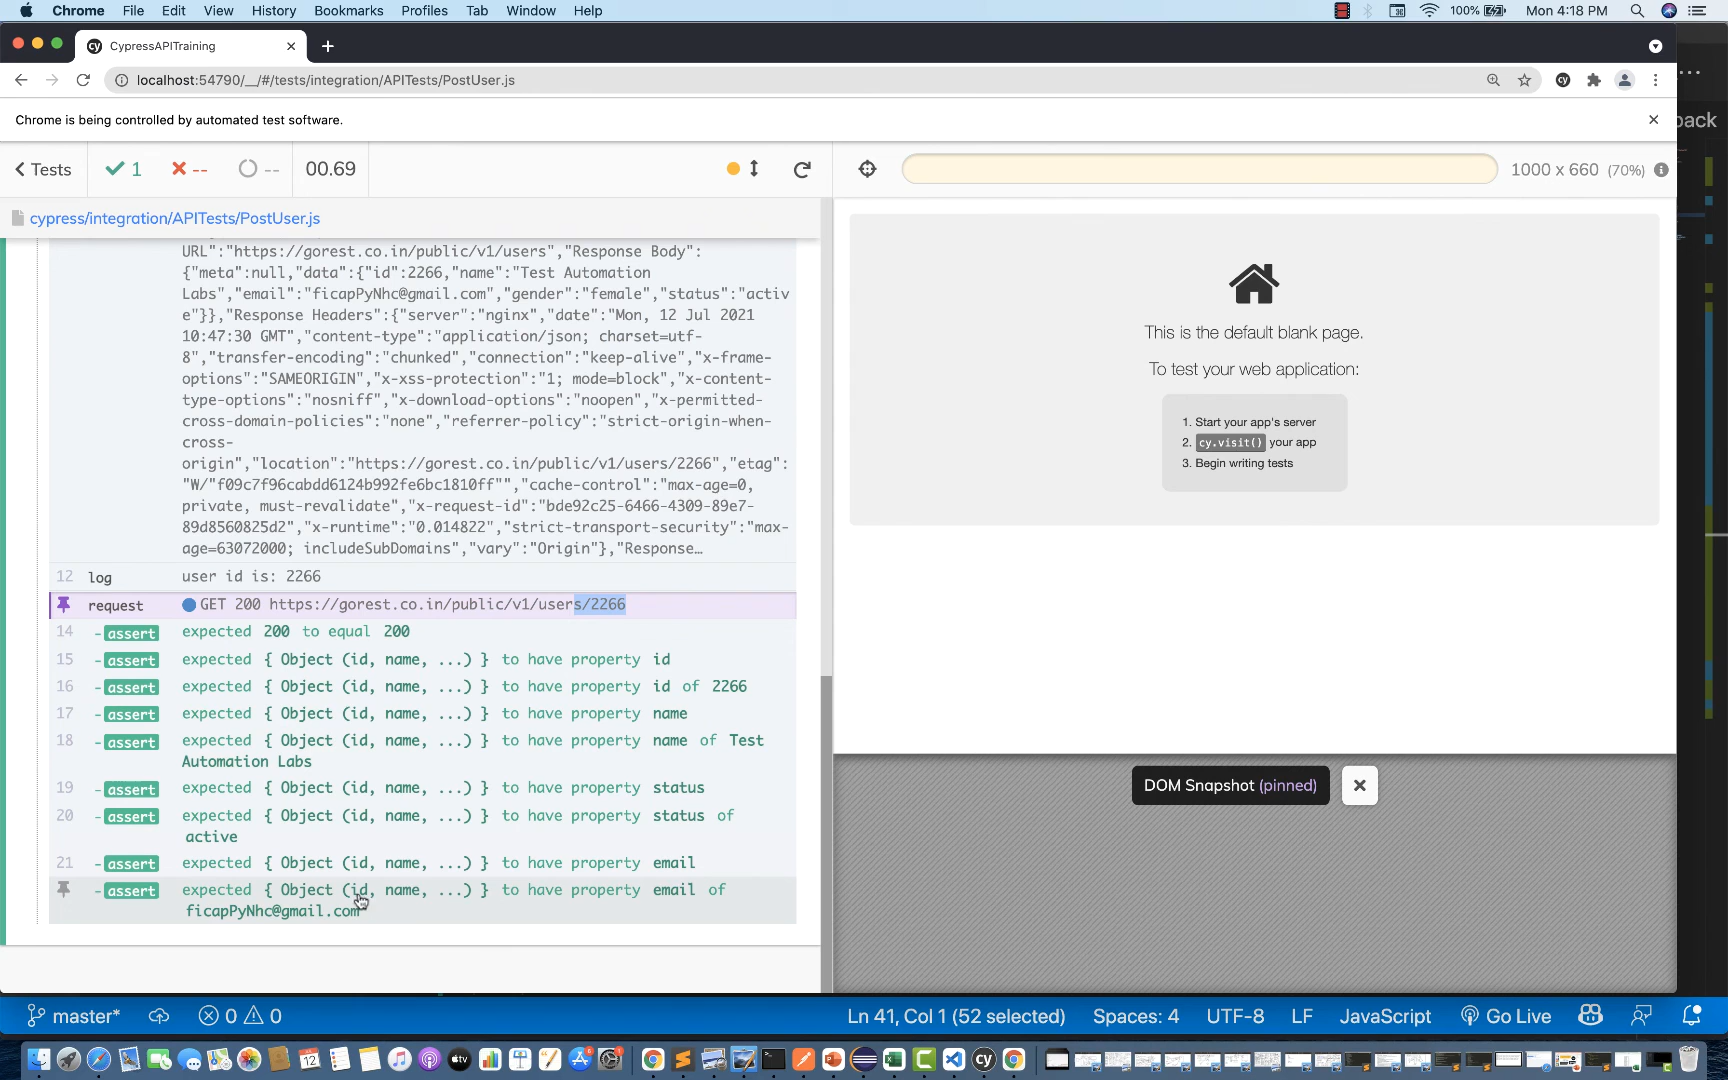 Chrome File Edit View History Bookmarks Profiles Tab Window Help 100% Mon 4:18 PM
CypressAPITraining
localhost:54790/__/#/tests/integration/APITests/PostUser.js
Chrome is being controlled by automated test software.
back
Tests 1 -- -- 00.69 1000 x 660 (70%)
cypress/integration/APITests/PostUser.js
URL":"https://gorest.co.in/public/v1/users","Response Body":
{"meta":null,"data":{"id":2266,"name":"Test Automation
Labs","email":"ficapPyNhc@gmail.com","gender":"female","status":"activ
e"}},"Response Headers":{"server":"nginx","date":"Mon, 12 Jul 2021
10:47:30 GMT","content-type":"application/json; charset=utf-
8","transfer-encoding":"chunked","connection":"keep-alive","x-frame-
options":"SAMEORIGIN","x-xss-protection":"1; mode=block","x-content-
type-options":"nosniff","x-download-options":"noopen","x-permitted-
cross-domain-policies":"none","referrer-policy":"strict-origin-when-
cross-
origin","location":"https://gorest.co.in/public/v1/users/2266","etag":
"W/"f09c7f96cabdd6124b992fe6bc1810ff"","cache-control":"max-age=0,
private, must-revalidate","x-request-id":"bde92c25-6466-4309-89e7-
89d8560825d2","x-runtime":"0.014822","strict-transport-security":"max-
age=63072000; includeSubDomains","vary":"Origin"},"Response…
12 log user id is: 2266
request GET 200 https://gorest.co.in/public/v1/users/2266
14 -assert expected 200 to equal 200
15 -assert expected { Object (id, name, ...) } to have property id
16 -assert expected { Object (id, name, ...) } to have property id of 2266
17 -assert expected { Object (id, name, ...) } to have property name
18 -assert expected { Object (id, name, ...) } to have property name of Test
Automation Labs
19 -assert expected { Object (id, name, ...) } to have property status
20 -assert expected { Object (id, name, ...) } to have property status of
active
21 -assert expected { Object (id, name, ...) } to have property email
-assert expected { Object (id, name, ...) } to have property email of
ficapPyNhc@gmail.com
This is the default blank page.
To test your web application:
1. Start your app's server
2. cy.visit() your app
3. Begin writing tests
DOM Snapshot (pinned)
master* 0 0 Ln 41, Col 1 (52 selected) Spaces: 4 UTF-8 LF JavaScript Go Live